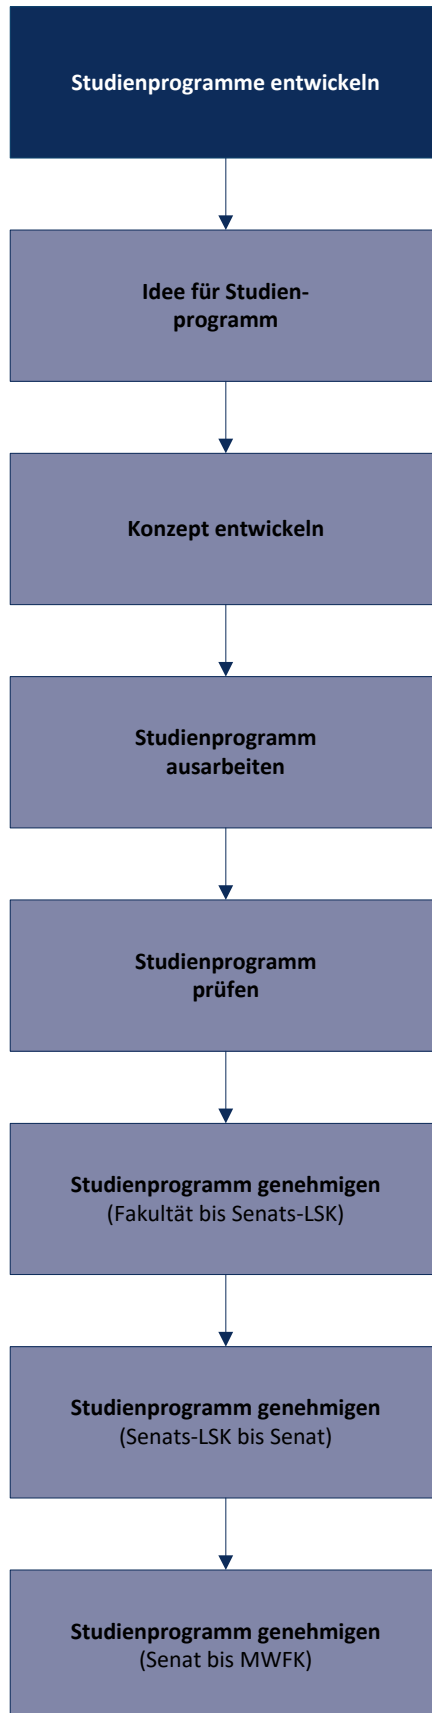 Studienprogramme entwickeln
Idee für Studien-
programm
Konzept entwickeln
Studienprogramm
ausarbeiten
Studienprogramm
prüfen
Studienprogramm genehmigen
(Fakultät bis Senats-LSK)
Studienprogramm genehmigen
(Senats-LSK bis Senat)
Studienprogramm genehmigen
(Senat bis MWFK)